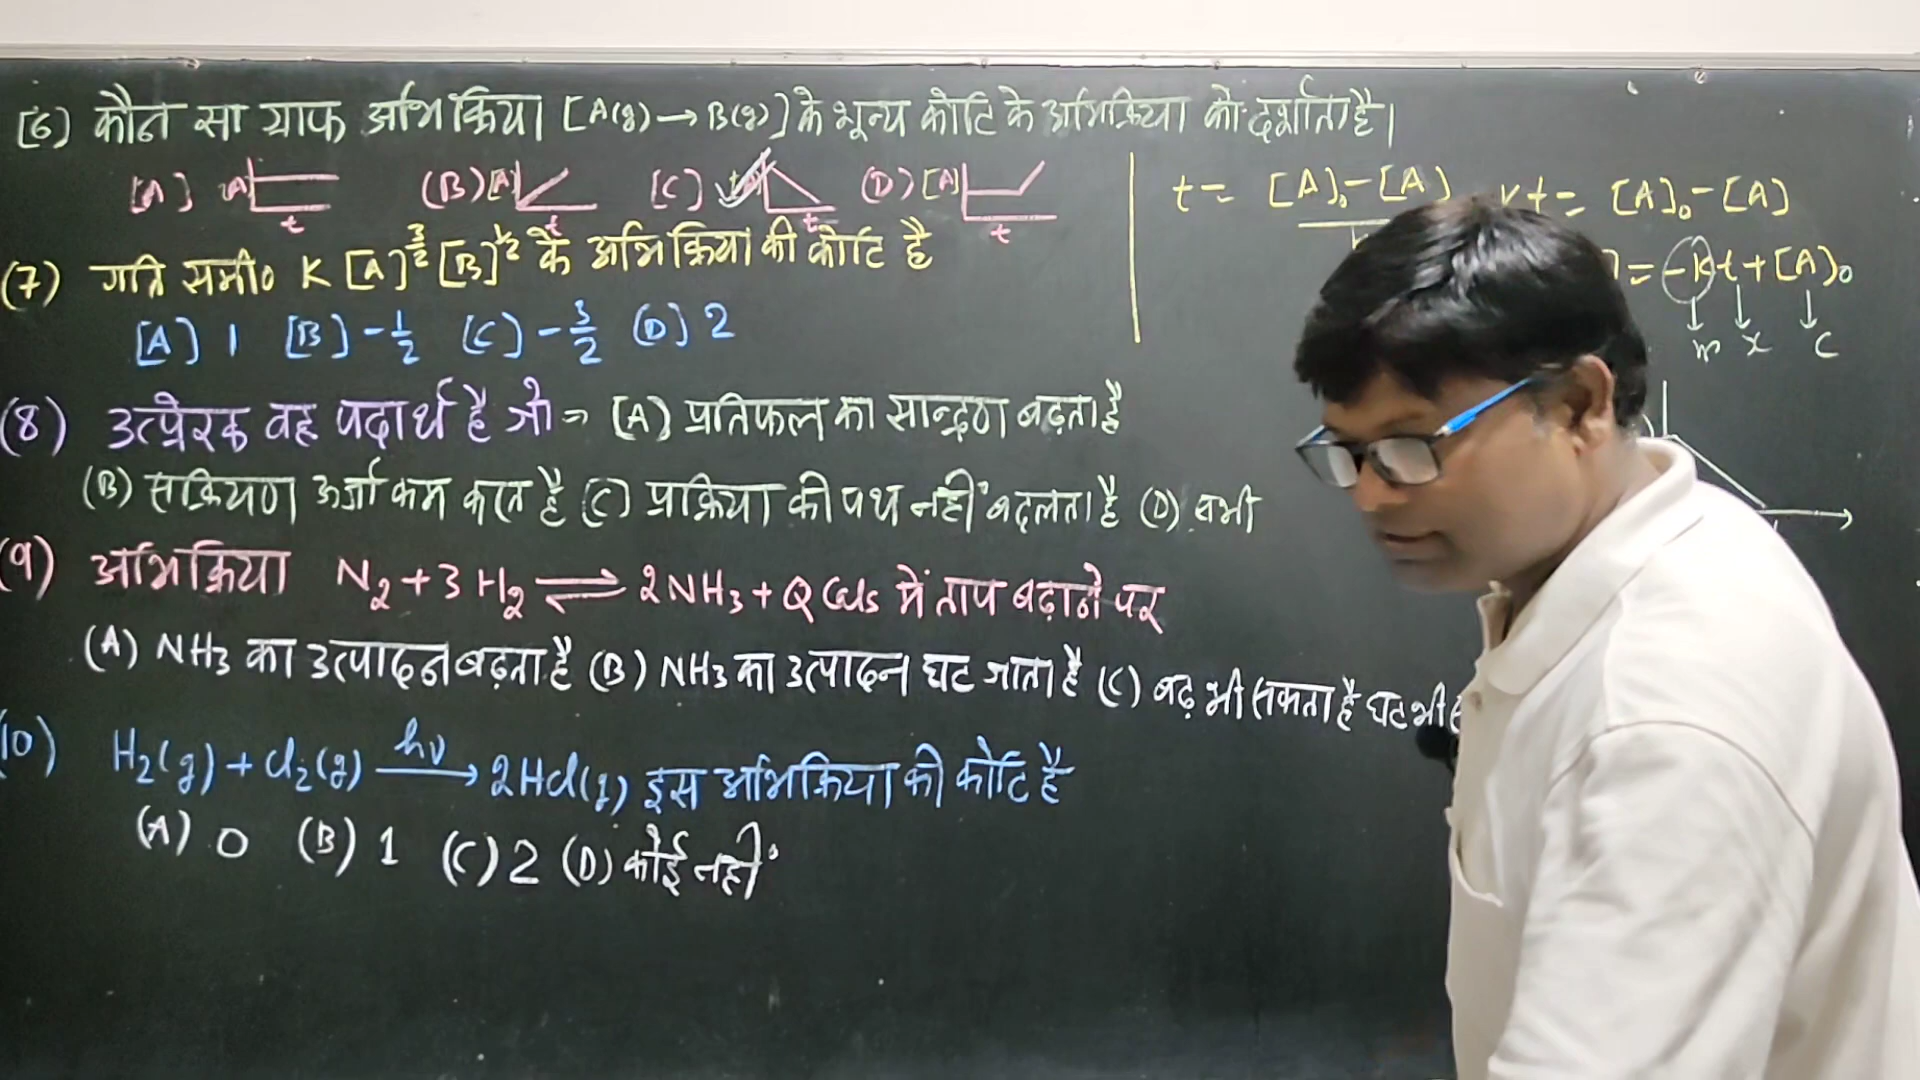 [6] कौन सा ग्राफ अभिक्रिया [A(g) → B(g)] के शून्य कोटि के अभिक्रिया को दर्शाता है।
[A] [A] t (B) [A] t [C] t (D) [A] t
(7) गति समी० K [A]^3/2 [B]^1/2 के अभिक्रिया की कोटि है
[A] 1 [B] -1/2 [C] -3/2 (D) 2
(8) उत्प्रेरक वह पदार्थ है जो ⇒ [A] प्रतिफल का सान्द्रण बढ़ता है
(B) सक्रियण ऊर्जा कम करता है [C] प्रक्रिया की पथ नहीं बदलता है (D) सभी
(9) अभिक्रिया N2 + 3H2 ⇌ 2NH3 + Q Cals में ताप बढ़ाने पर
(A) NH3 का उत्पादन बढ़ता है (B) NH3 का उत्पादन घट जाता है (C) बढ़ भी सकता है घट भी
(10) H2(g) + Cl2(g) hν → 2HCl(g) इस अभिक्रिया की कोटि है
(A) 0 (B) 1 (C) 2 (D) कोई नहीं
t = [A]₀ - [A]
t = [A]₀ - [A]
= -Kt + [A]₀
m x c